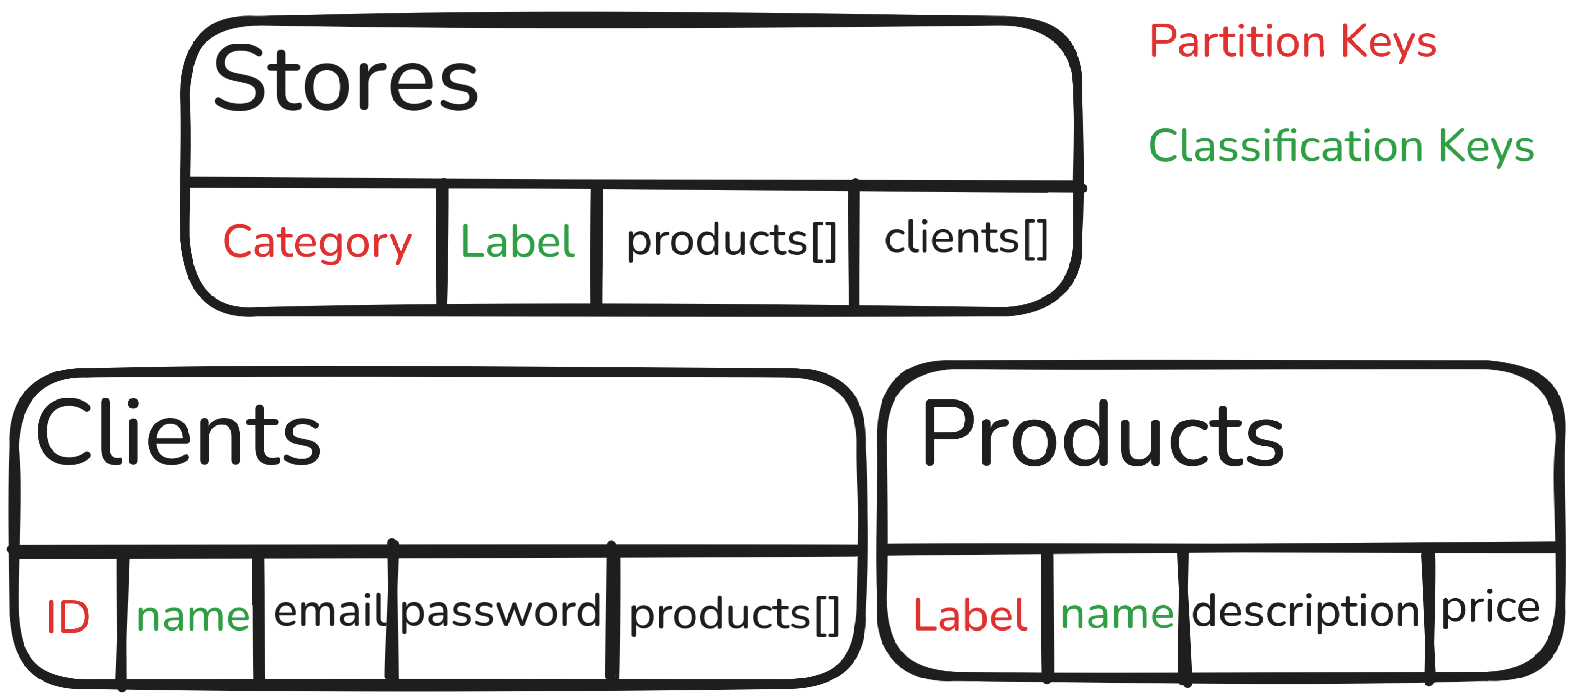 Stores
Partition Keys
Classification Keys
Category Label products[] clients[]
Clients
ID name email password products[]
Products
Label name description price